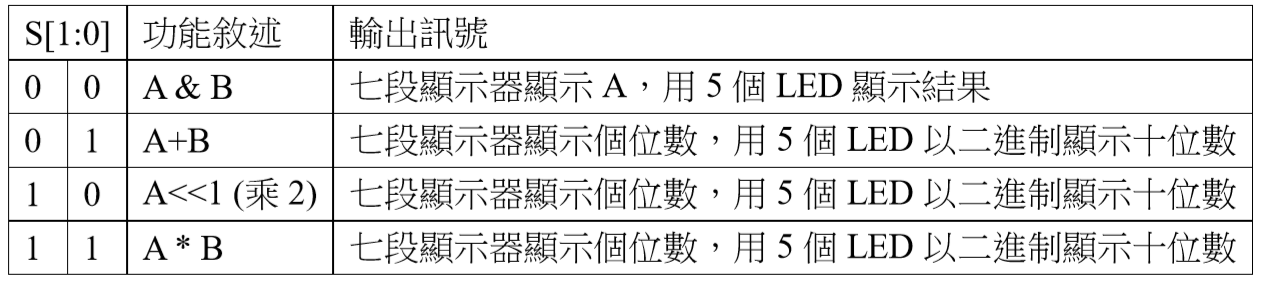 S[1:0] 功能敘述 輸出訊號
0 0 A & B 七段顯示器顯示 A，用 5 個 LED 顯示結果
0 1 A+B 七段顯示器顯示個位數，用 5 個 LED 以二進制顯示十位數
1 0 A<<1 (乘 2) 七段顯示器顯示個位數，用 5 個 LED 以二進制顯示十位數
1 1 A * B 七段顯示器顯示個位數，用 5 個 LED 以二進制顯示十位數